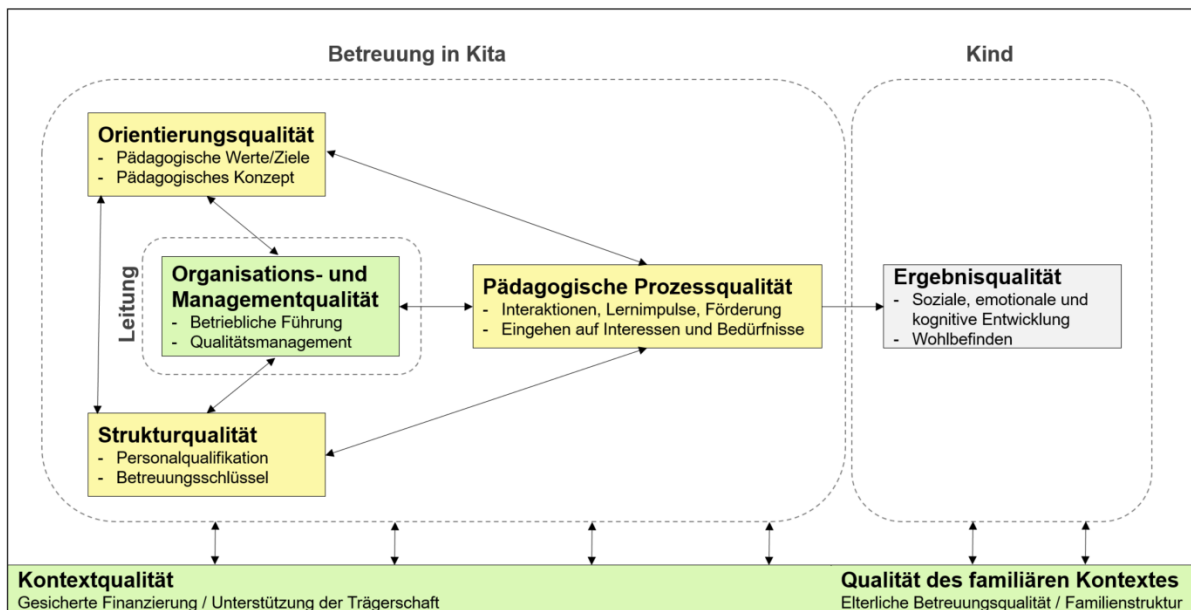 Betreuung in Kita
Kind
Orientierungsqualität
- Pädagogische Werte/Ziele
- Pädagogisches Konzept
Leitung
Organisations- und
Managementqualität
- Betriebliche Führung
- Qualitätsmanagement
Pädagogische Prozessqualität
- Interaktionen, Lernimpulse, Förderung
- Eingehen auf Interessen und Bedürfnisse
Ergebnisqualität
- Soziale, emotionale und
kognitive Entwicklung
- Wohlbefinden
Strukturqualität
- Personalqualifikation
- Betreuungsschlüssel
Kontextqualität
Gesicherte Finanzierung / Unterstützung der Trägerschaft
Qualität des familiären Kontextes
Elterliche Betreuungsqualität / Familienstruktur